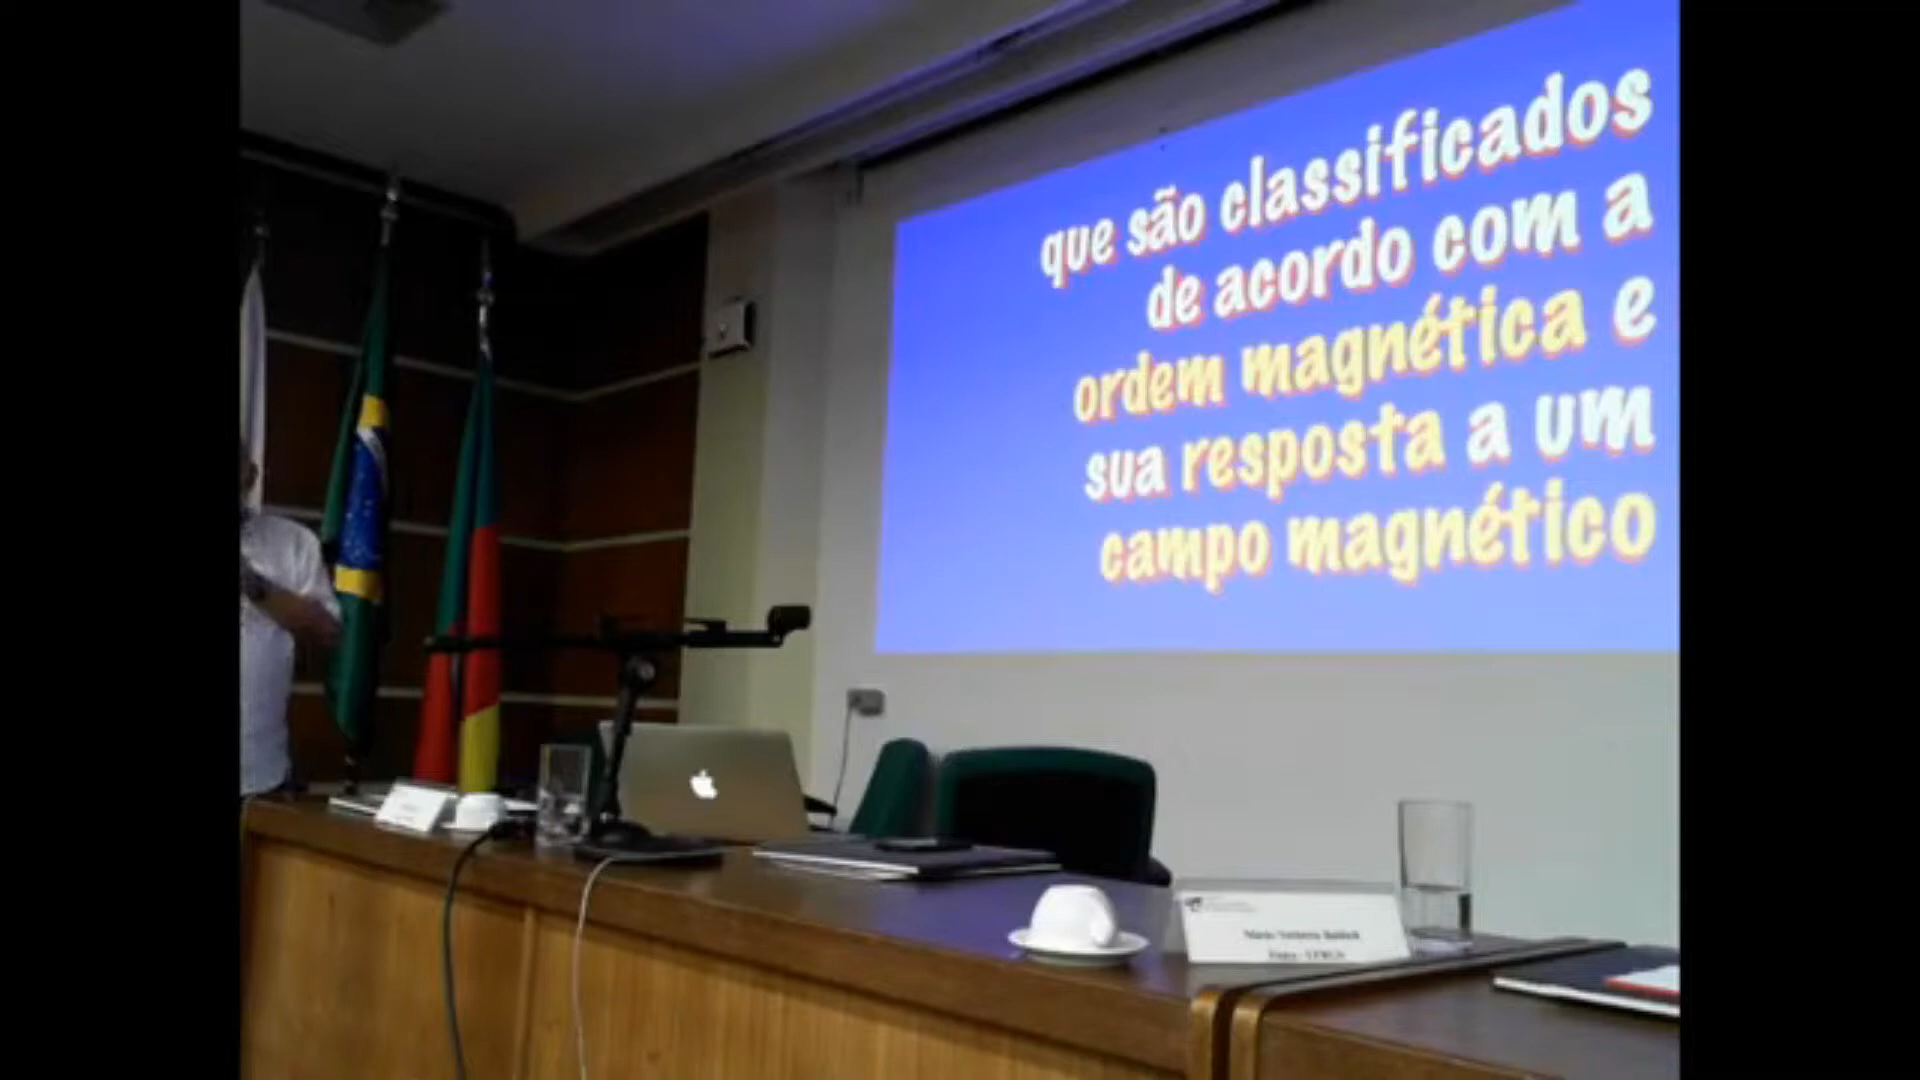 que são classificados
de acordo com a
ordem magnética e
sua resposta a um
campo magnético